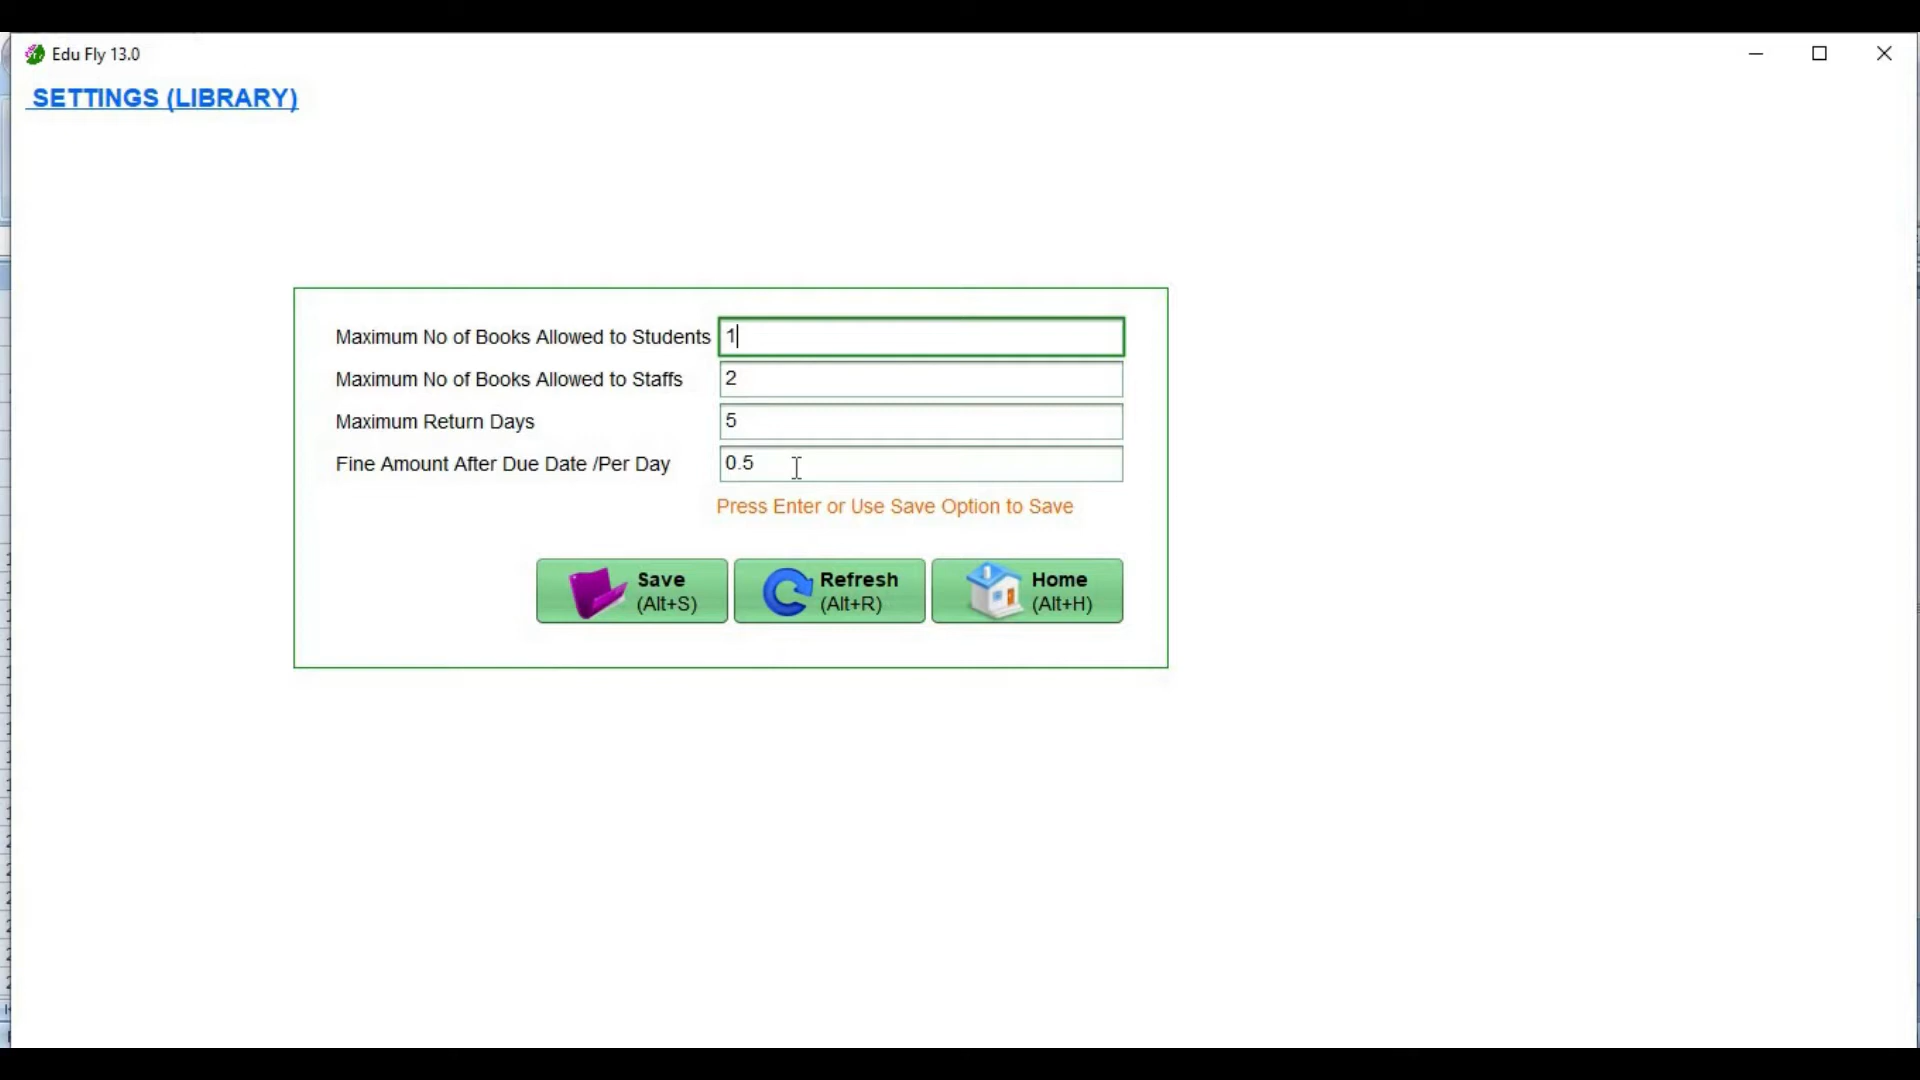 Edu Fly 13.0
SETTINGS (LIBRARY)
Maximum No of Books Allowed to Students 1
Maximum No of Books Allowed to Staffs 2
Maximum Return Days 5
Fine Amount After Due Date /Per Day 0.5
Press Enter or Use Save Option to Save
Save Refresh Home
(Alt+S) (Alt+R) (Alt+H)